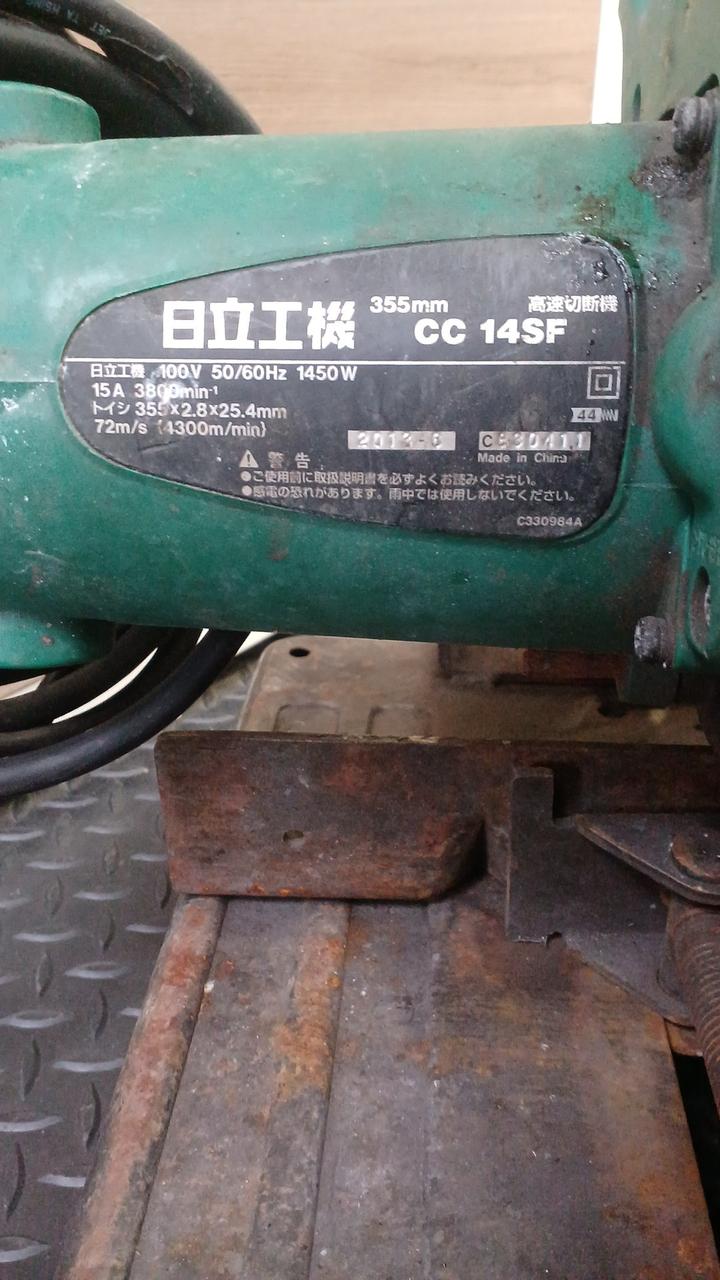 日立工機 355mm 高速切断機
CC 14SF
日立工機 100V 50/60Hz 1450W
15A 3800min⁻¹
トイシ 355×2.8×25.4mm
72m/s {4300m/min}
44
2013-6
Made in China
警告
●ご使用前に取扱説明書を必ずよくお読みください。
●感電の恐れがあります。雨中では使用しないでください。
C330984A